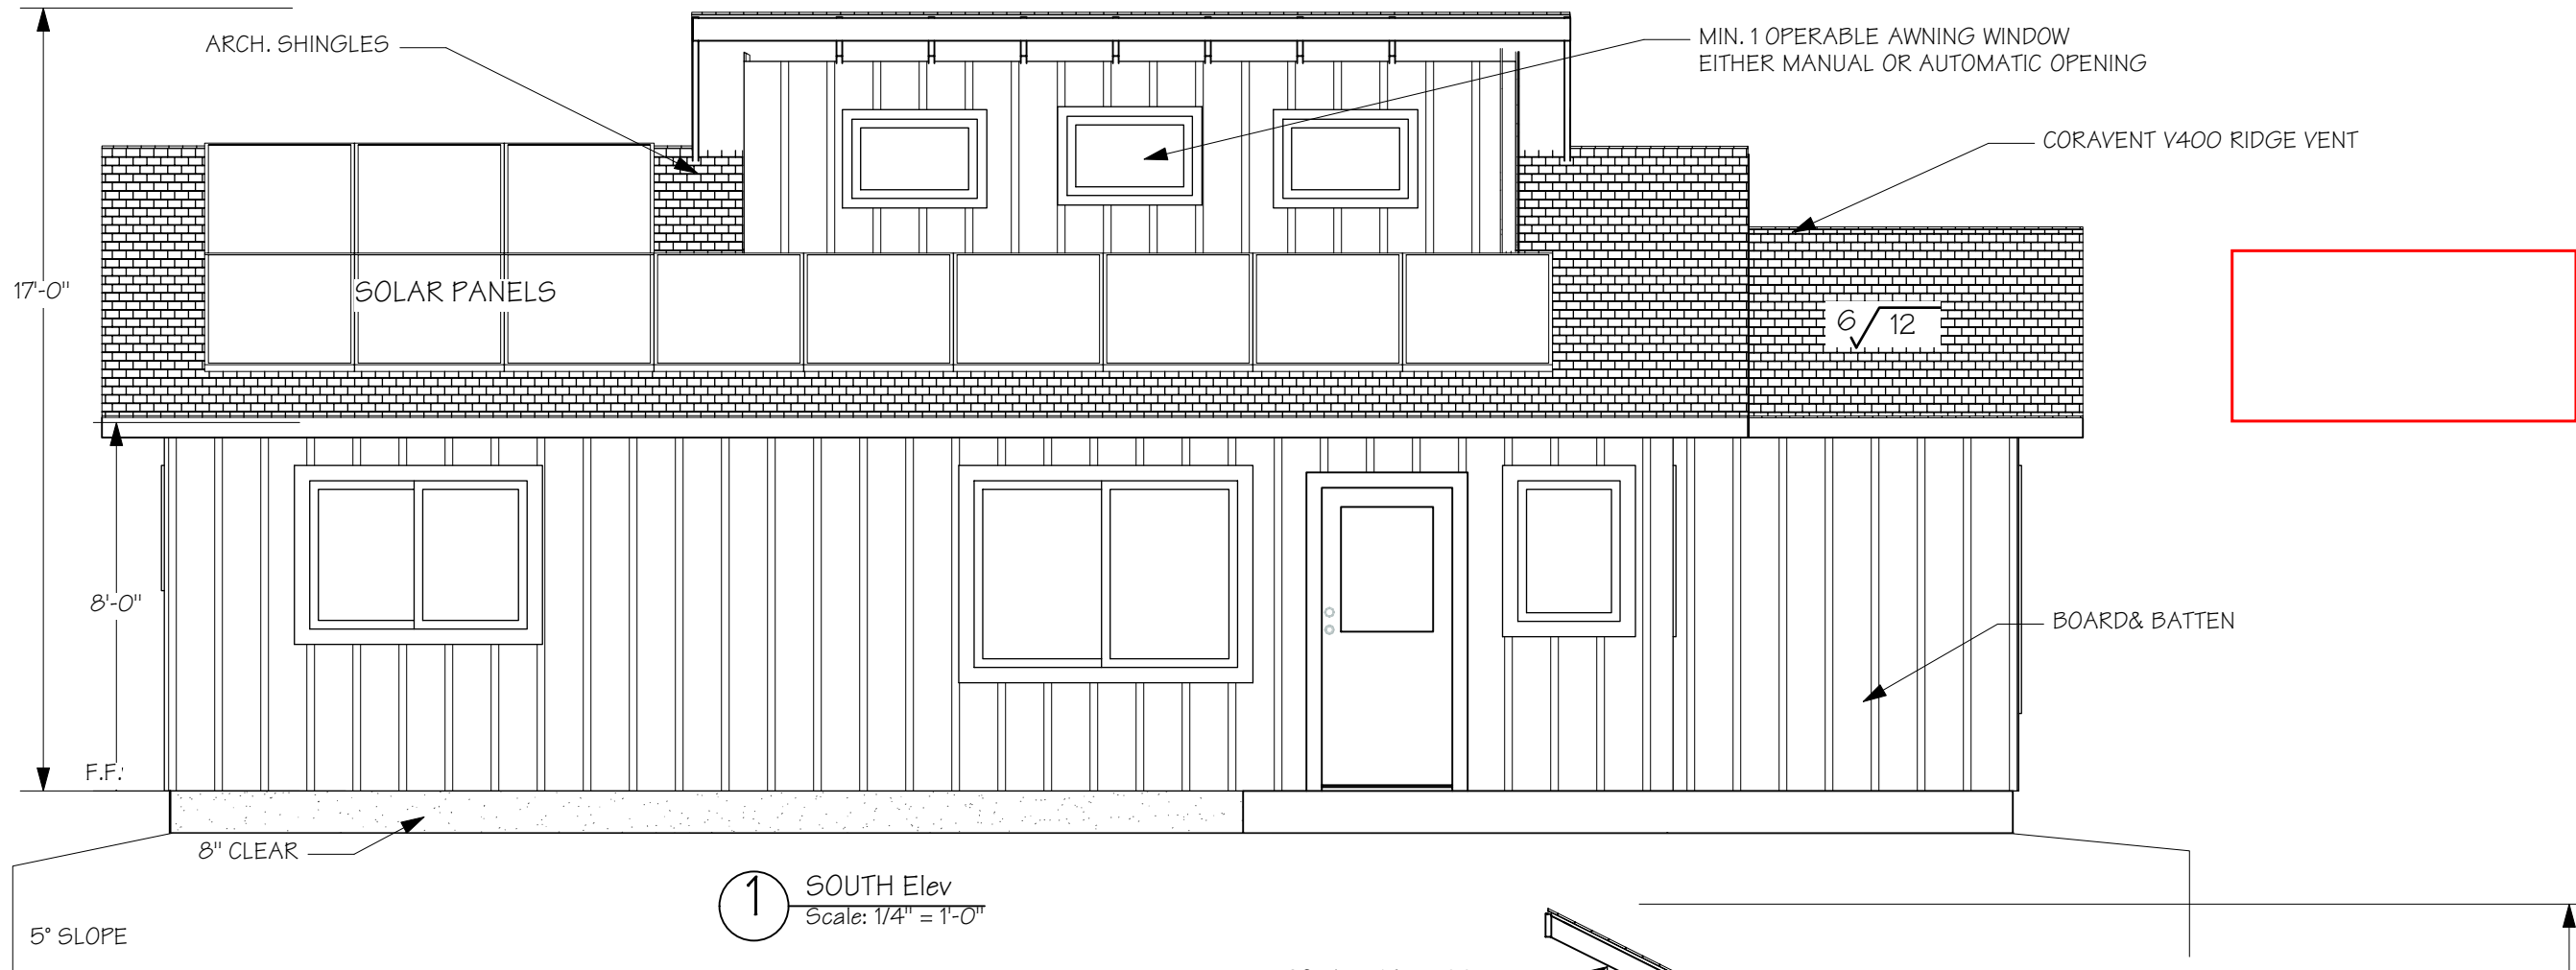 ARCH. SHINGLES
MIN. 1 OPERABLE AWNING WINDOW
EITHER MANUAL OR AUTOMATIC OPENING
CORAVENT V400 RIDGE VENT
17'-0"
SOLAR PANELS
6 12
8'-0"
BOARD& BATTEN
F.F.
8" CLEAR
1
SOUTH Elev
Scale: 1/4" = 1'-0"
5° SLOPE